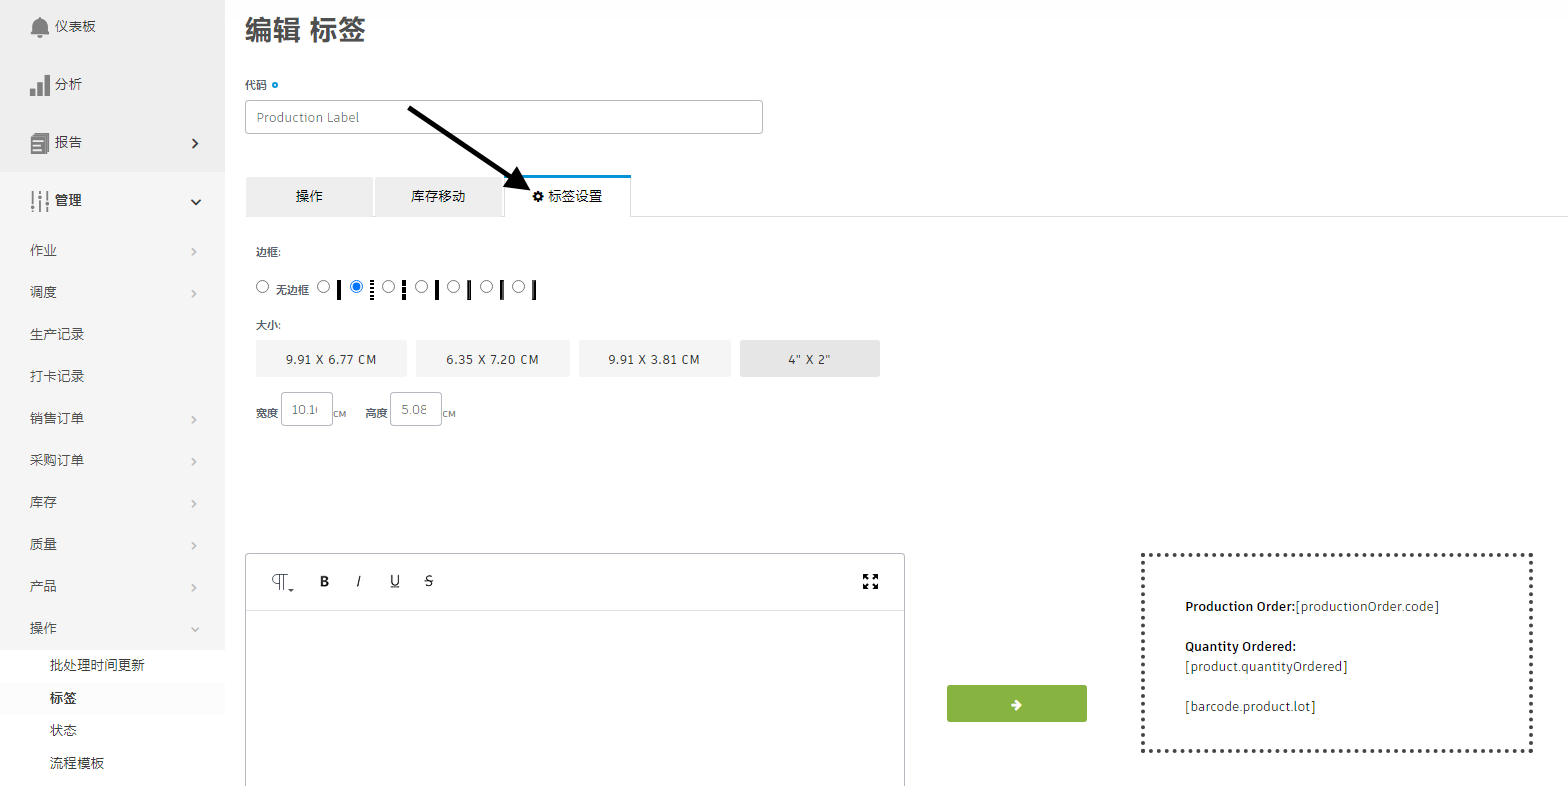 仪表板
分析
报告
管理
作业
调度
生产记录
打卡记录
销售订单
采购订单
库存
质量
产品
操作
批处理时间更新
标签
状态
流程模板
编辑 标签
代码
Production Label
操作 库存移动 标签设置
边框:
无边框
大小:
9.91 X 6.77 CM 6.35 X 7.20 CM 9.91 X 3.81 CM 4" X 2"
宽度 10.1 CM 高度 5.08 CM
B I U S
Production Order:[productionOrder.code]
Quantity Ordered:
[product.quantityOrdered]
[barcode.product.lot]